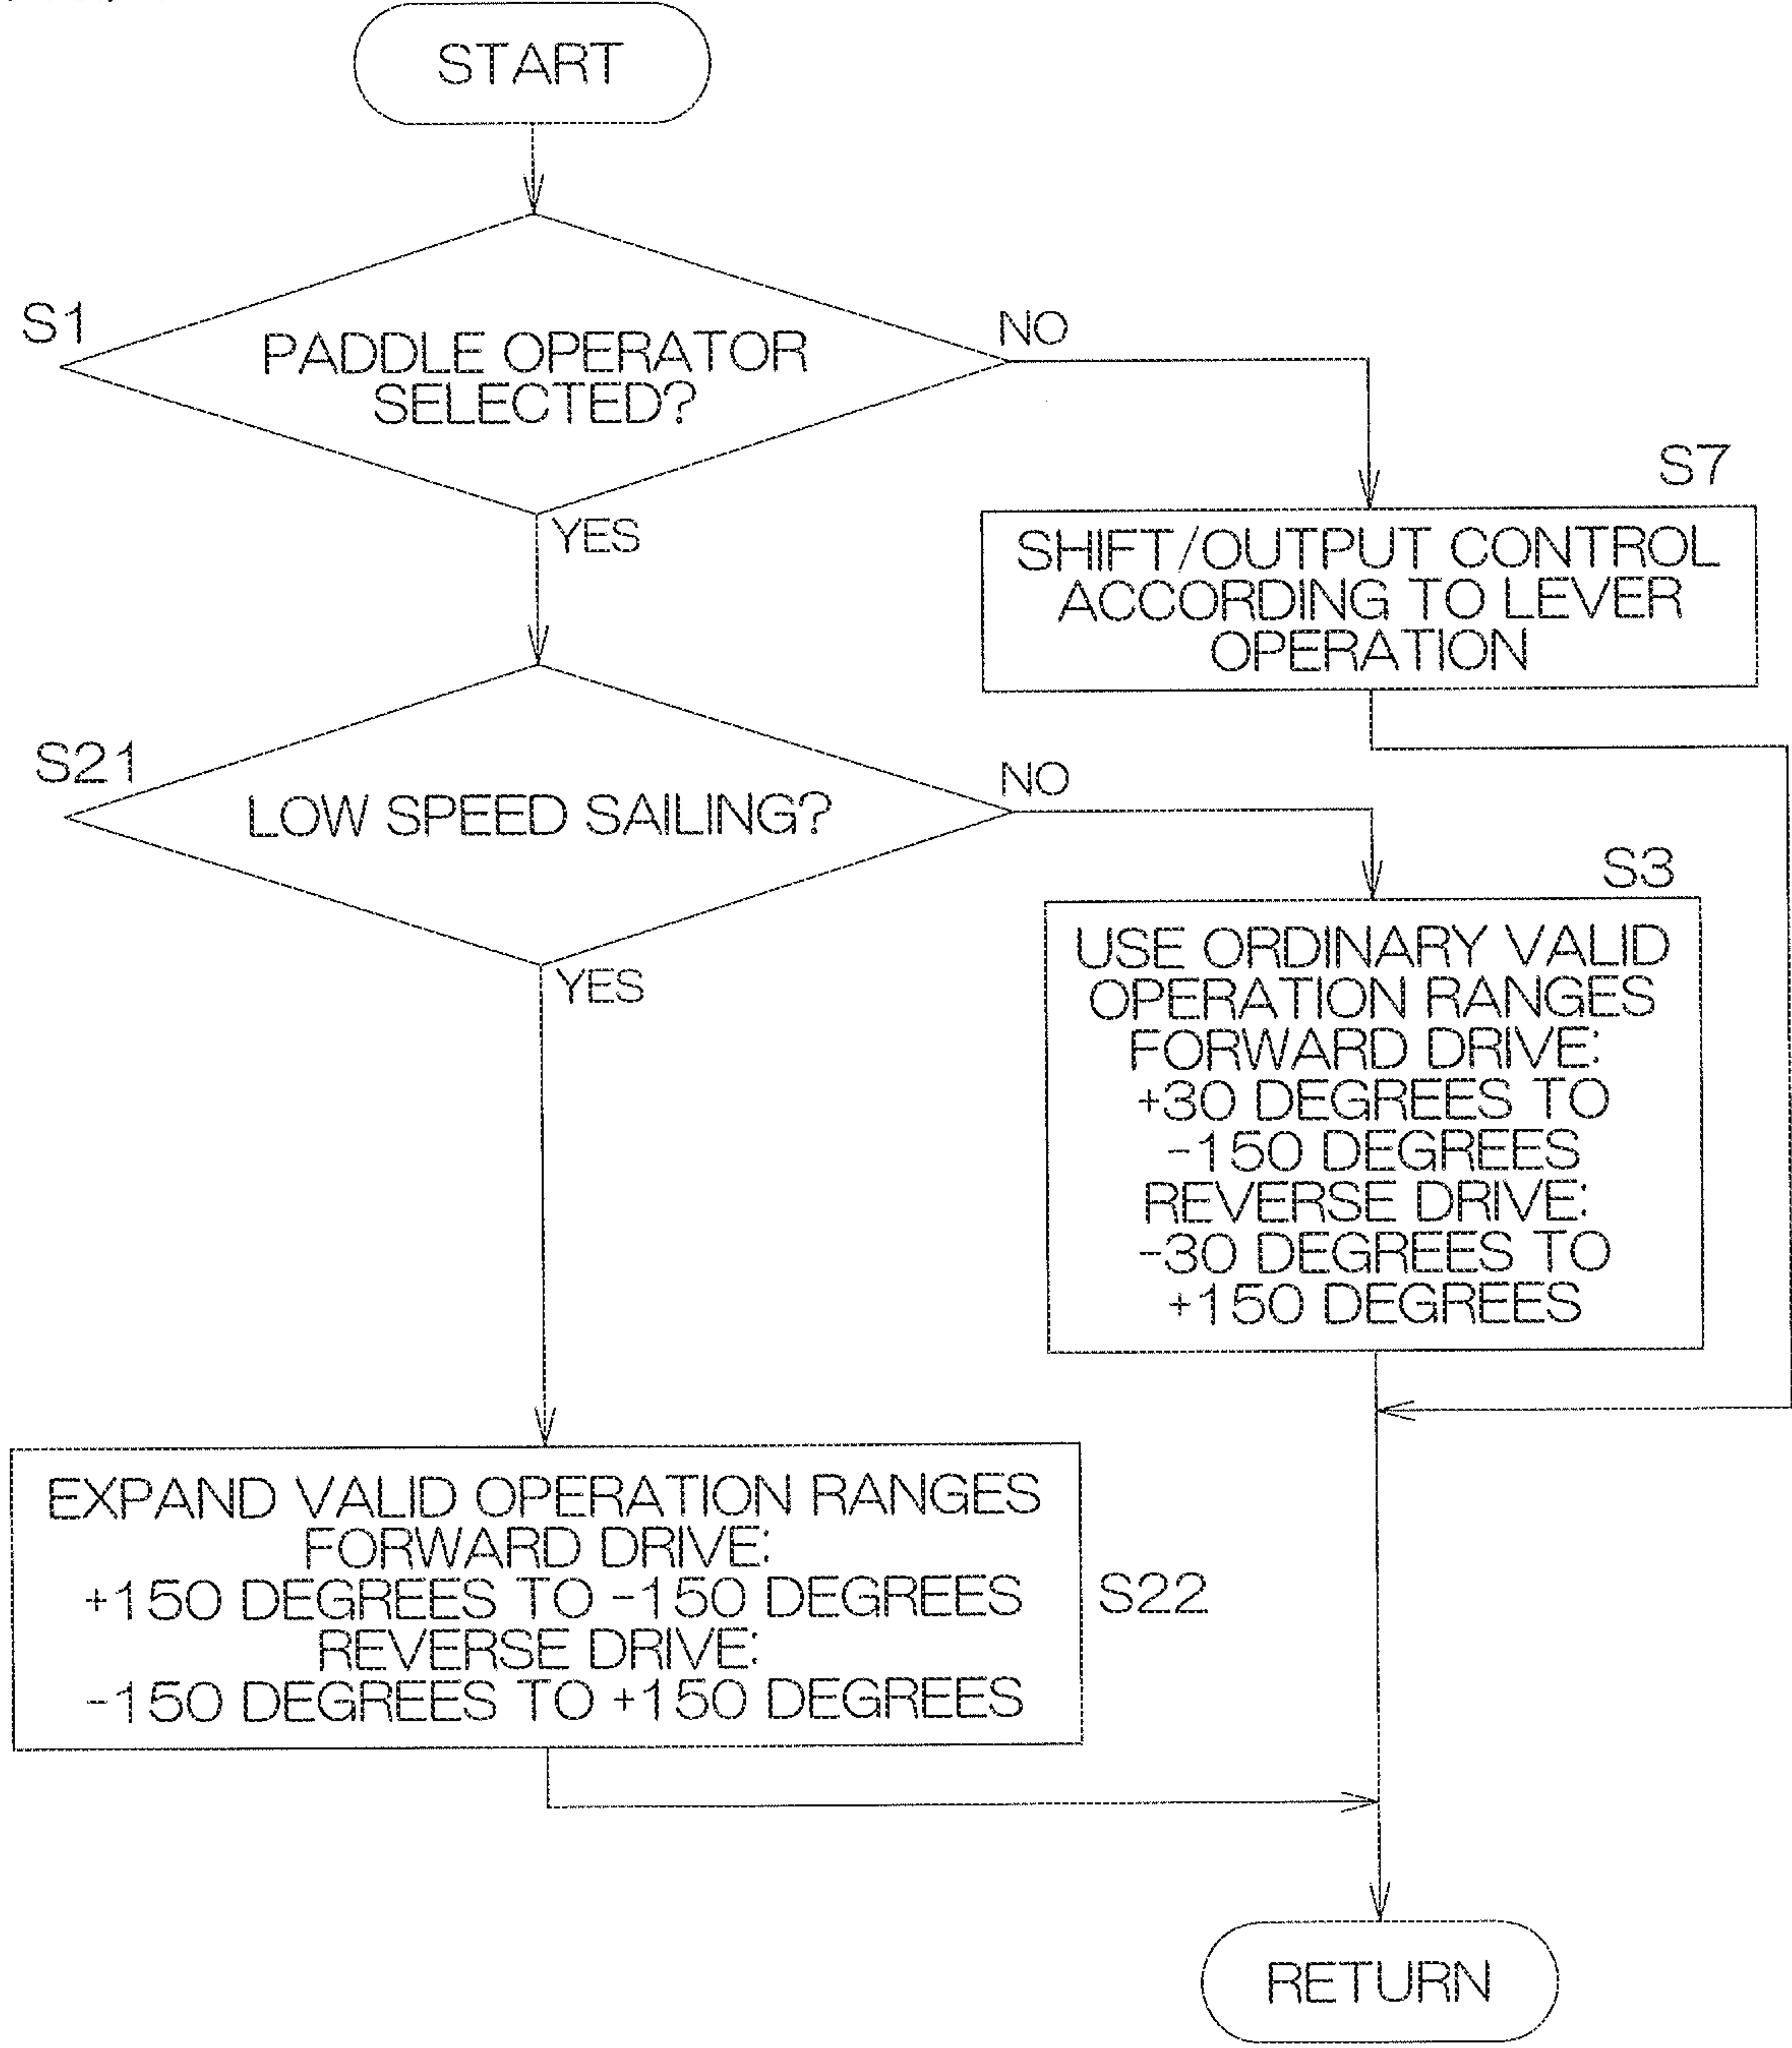 START
S1
PADDLE OPERATOR
SELECTED?
NO
YES
S7
SHIFT/OUTPUT CONTROL
ACCORDING TO LEVER
OPERATION
S21
LOW SPEED SAILING?
NO
YES
S3
USE ORDINARY VALID
OPERATION RANGES
FORWARD DRIVE:
+30 DEGREES TO
-150 DEGREES
REVERSE DRIVE:
-30 DEGREES TO
+150 DEGREES
EXPAND VALID OPERATION RANGES
FORWARD DRIVE:
+150 DEGREES TO -150 DEGREES
REVERSE DRIVE:
-150 DEGREES TO +150 DEGREES
S22
RETURN